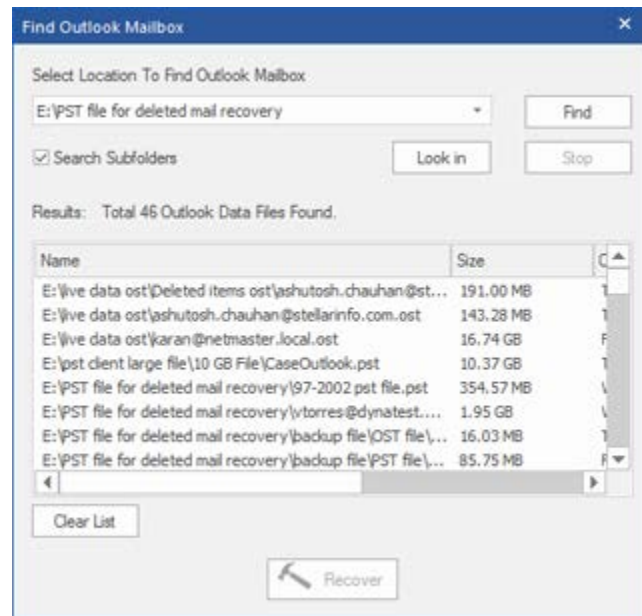 Find Outlook Mailbox
Select Location To Find Outlook Mailbox
E:\PST file for deleted mail recovery
Find
Search Subfolders
Look in
Stop
Results: Total 46 Outlook Data Files Found.
Name Size
E:\live data ost\Deleted items ost\ashutosh.chauhan@st... 191.00 MB
E:\live data ost\ashutosh.chauhan@stellarinfo.com.ost 143.28 MB
E:\live data ost\karan@netmaster.local.ost 16.74 GB
E:\pst client large file\10 GB File\CaseOutlook.pst 10.37 GB
E:\PST file for deleted mail recovery\97-2002 pst file.pst 354.57 MB
E:\PST file for deleted mail recovery\vtorres@dynatest.... 1.95 GB
E:\PST file for deleted mail recovery\backup file\OST file\... 16.03 MB
E:\PST file for deleted mail recovery\backup file\PST file\... 85.75 MB
Clear List
Recover